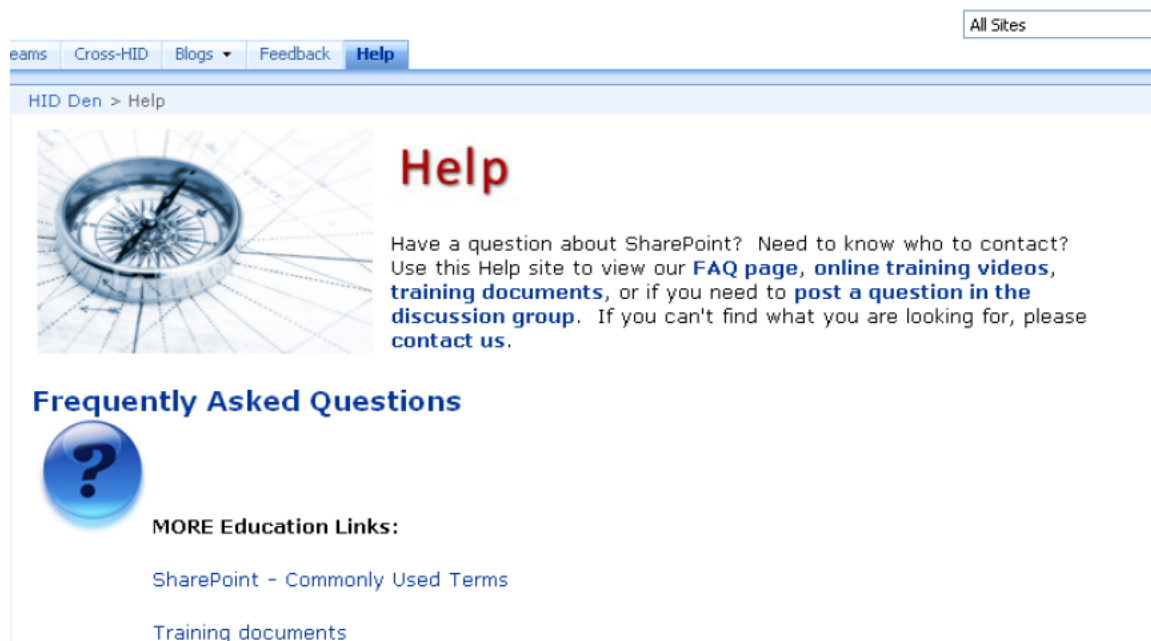 All Sites
eams Cross-HID Blogs Feedback Help
HID Den > Help
Help
Have a question about SharePoint? Need to know who to contact?
Use this Help site to view our FAQ page, online training videos,
training documents, or if you need to post a question in the
discussion group. If you can't find what you are looking for, please
contact us.
Frequently Asked Questions
?
MORE Education Links:
SharePoint - Commonly Used Terms
Training documents